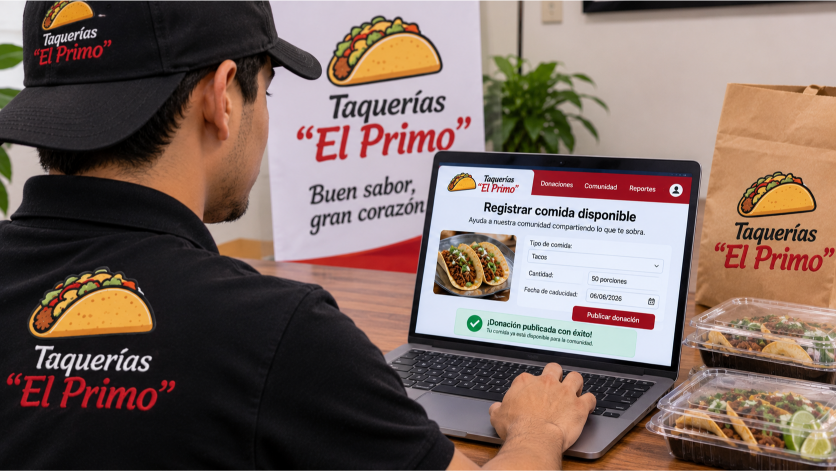 Taquerías
"El Primo"
Taquerías
"El Primo"
Buen sabor,
gran corazón
Taquerías
"El Primo"
Donaciones
Comunidad
Reportes
Registrar comida disponible
Ayuda a nuestra comunidad compartiendo lo que te sobra.
Tipo de comida:
Tacos
Cantidad:
50 porciones
Fecha de caducidad:
06/06/2026
Publicar donación
¡Donación publicada con éxito!
Tu comida ya está disponible para la comunidad.
Taquerías
"El Primo"
Taquerías
"El Primo"